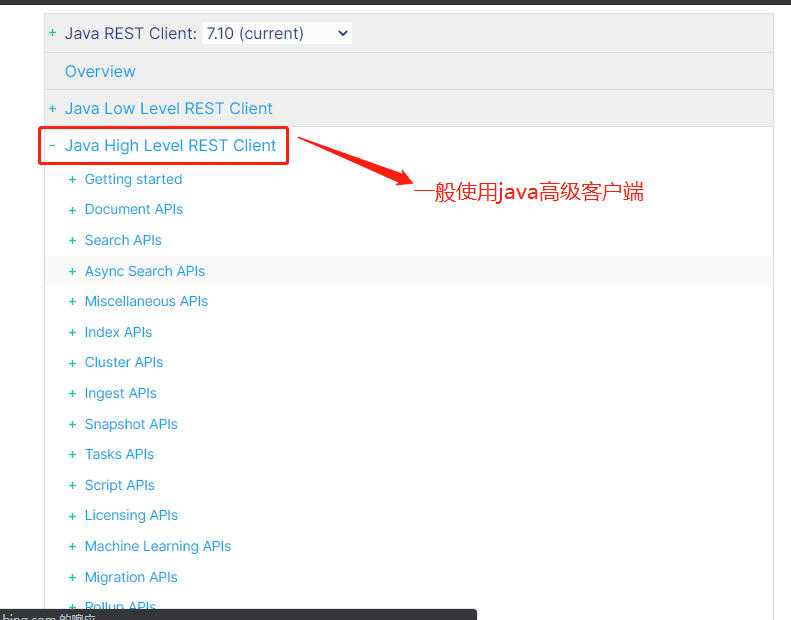 + Java REST Client: 7.10 (current)
Overview
+ Java Low Level REST Client
- Java High Level REST Client
一般使用java高级客户端
+ Getting started
+ Document APIs
+ Search APIs
+ Async Search APIs
+ Miscellaneous APIs
+ Index APIs
+ Cluster APIs
+ Ingest APIs
+ Snapshot APIs
+ Tasks APIs
+ Script APIs
+ Licensing APIs
+ Machine Learning APIs
+ Migration APIs
+ Rollup APIs
bing.com 的响应